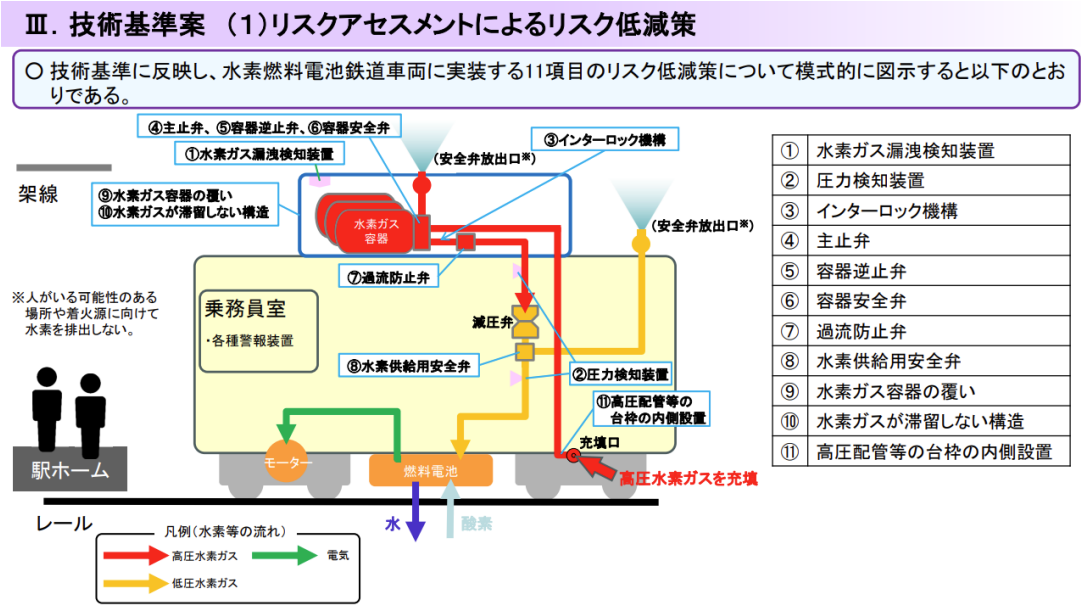 Ⅲ．技術基準案 （１）リスクアセスメントによるリスク低減策
○ 技術基準に反映し、水素燃料電池鉄道車両に実装する11項目のリスク低減策について模式的に図示すると以下のとお
りである。
④主止弁、⑤容器逆止弁、⑥容器安全弁
①水素ガス漏洩検知装置
（安全弁放出口※）
③インターロック機構
架線
⑨水素ガス容器の覆い
⑩水素ガスが滞留しない構造
水素ガス
容器
（安全弁放出口※）
⑦過流防止弁
※人がいる可能性のある
場所や着火源に向けて
水素を排出しない。
乗務員室
・各種警報装置
減圧弁
⑧水素供給用安全弁
②圧力検知装置
⑪高圧配管等の
台枠の内側設置
充填口
モーター
燃料電池
高圧水素ガスを充填
駅ホーム
レール
水
酸素
凡例（水素等の流れ）
高圧水素ガス
電気
低圧水素ガス
① 水素ガス漏洩検知装置
② 圧力検知装置
③ インターロック機構
④ 主止弁
⑤ 容器逆止弁
⑥ 容器安全弁
⑦ 過流防止弁
⑧ 水素供給用安全弁
⑨ 水素ガス容器の覆い
⑩ 水素ガスが滞留しない構造
⑪ 高圧配管等の台枠の内側設置